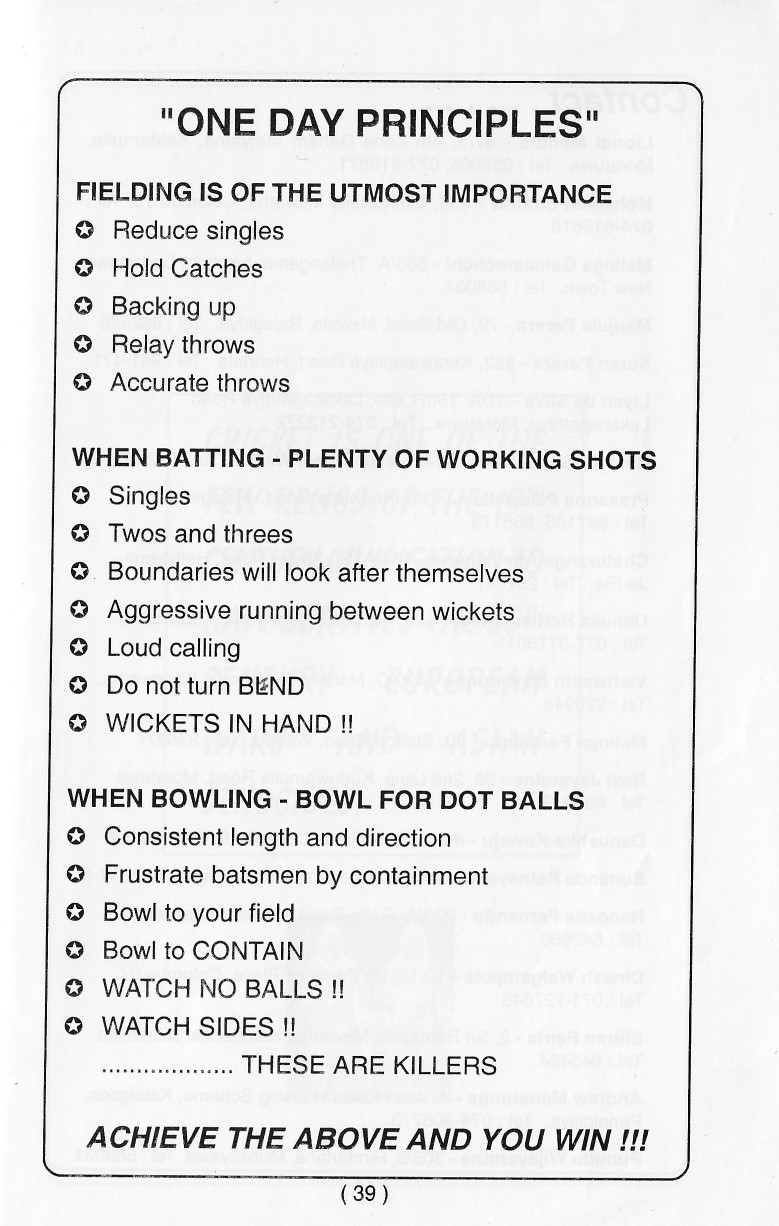 "ONE DAY PRINCIPLES"
FIELDING IS OF THE UTMOST IMPORTANCE
✪ Reduce singles
✪ Hold Catches
✪ Backing up
✪ Relay throws
✪ Accurate throws
WHEN BATTING - PLENTY OF WORKING SHOTS
✪ Singles
✪ Twos and threes
✪ Boundaries will look after themselves
✪ Aggressive running between wickets
✪ Loud calling
✪ Do not turn BEND
✪ WICKETS IN HAND !!
WHEN BOWLING - BOWL FOR DOT BALLS
✪ Consistent length and direction
✪ Frustrate batsmen by containment
✪ Bowl to your field
✪ Bowl to CONTAIN
✪ WATCH NO BALLS !!
✪ WATCH SIDES !!
................... THESE ARE KILLERS
ACHIEVE THE ABOVE AND YOU WIN !!!
( 39 )